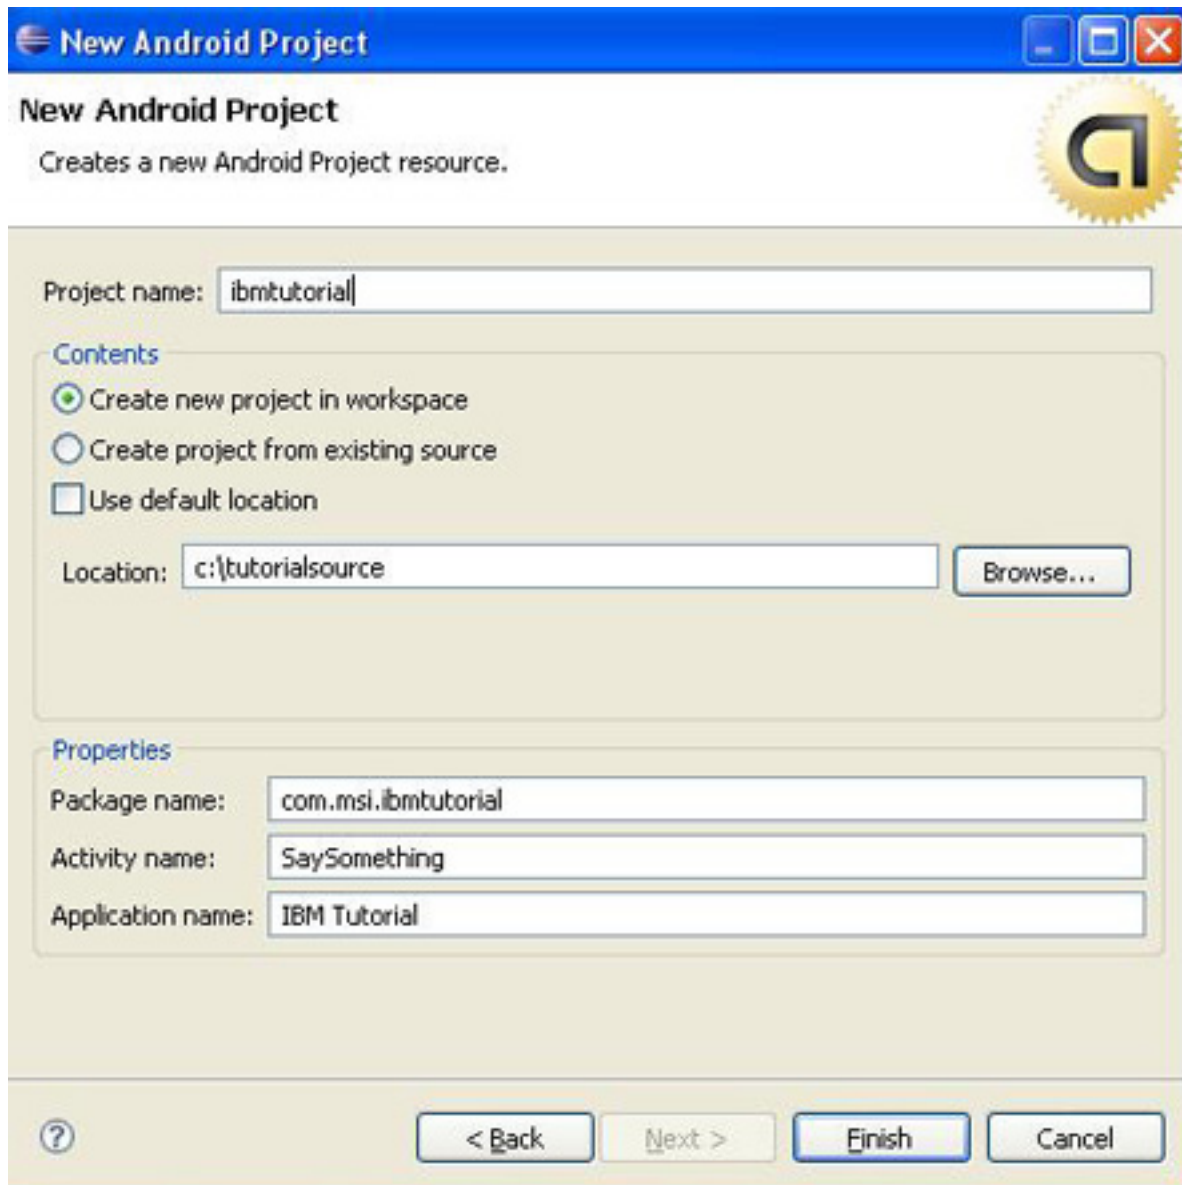 New Android Project
New Android Project
Creates a new Android Project resource.
Project name: ibmtutorial
Contents
Create new project in workspace
Create project from existing source
Use default location
Location: c:\tutorialsource Browse...
Properties
Package name: com.msi.ibmtutorial
Activity name: SaySomething
Application name: IBM Tutorial
? < Back Next > Finish Cancel